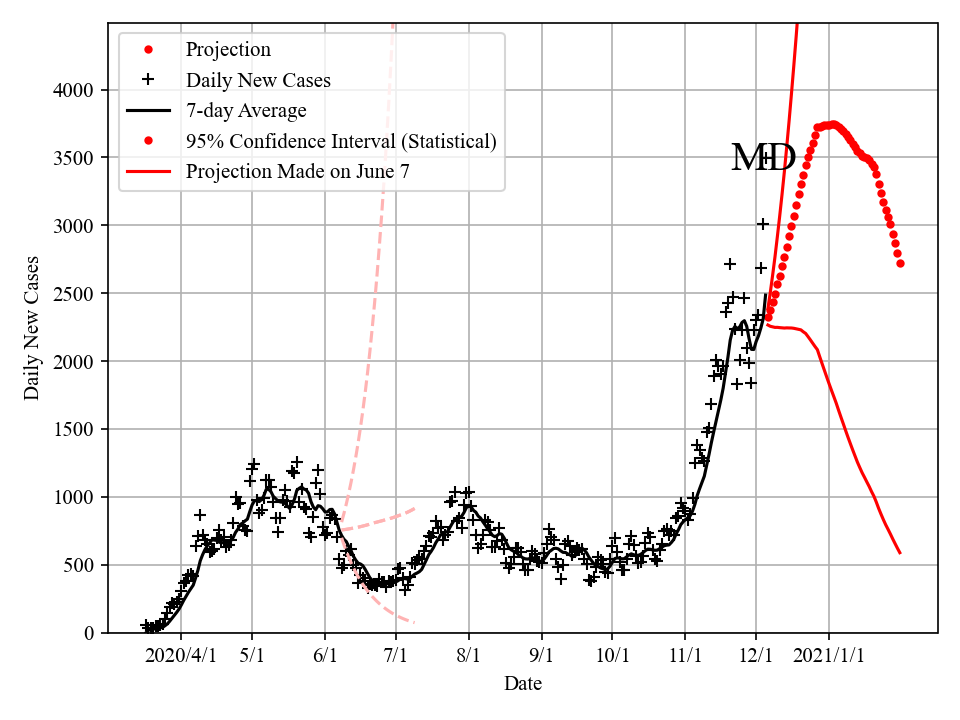 Projection
Daily New Cases
7-day Average
95% Confidence Interval (Statistical)
Projection Made on June 7
MD
Daily New Cases
4000
3500
3000
2500
2000
1500
1000
500
0
2020/4/1 5/1 6/1 7/1 8/1 9/1 10/1 11/1 12/1 2021/1/1
Date